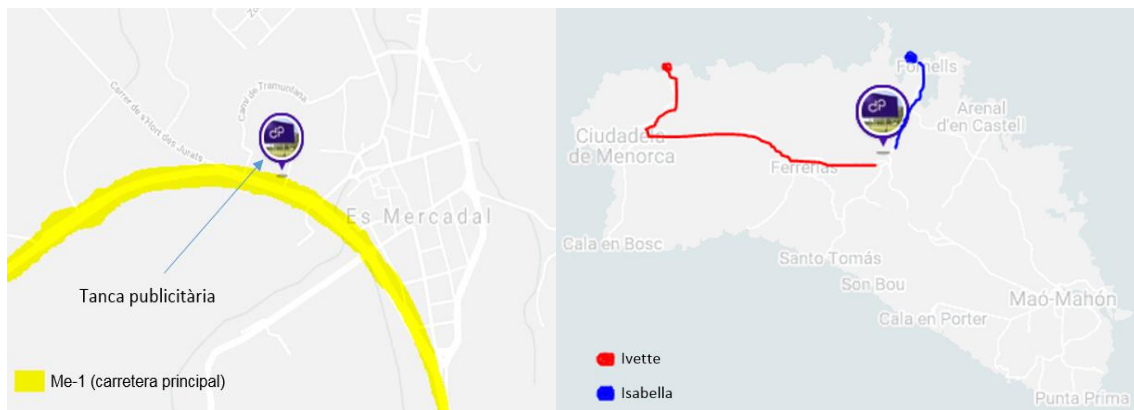 Carrer de s'Hort des Jurats
Camí de Tramuntana
dP
Es Mercadal
Tanca publicitària
Me-1 (carretera principal)
Fornells
dP
Arenal
d'en Castell
Ciudadela
de Menorca
Ferrerias
Cala en Bosc
Santo Tomás
Son Bou
Maó-Mahón
Cala en Porter
Ivette
Isabella
Punta Prima